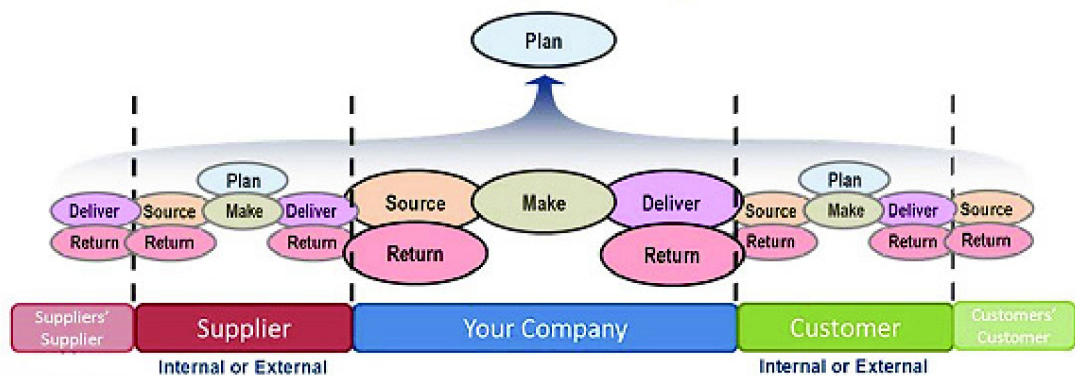 Plan
Plan
Plan
Deliver
Source
Make
Deliver
Source
Make
Deliver
Source
Make
Deliver
Source
Return
Return
Return
Return
Return
Return
Return
Return
Suppliers'
Supplier
Supplier
Your Company
Customer
Customers'
Customer
Internal or External
Internal or External